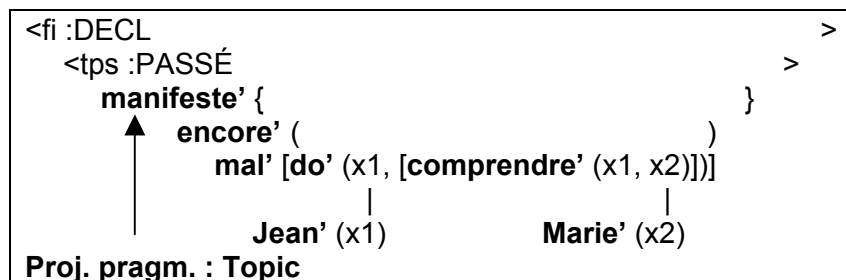 <fi :DECL >
<tps :PASSÉ >
manifeste’ { }
encore’ ( )
mal’ [do’ (x1, [comprendre’ (x1, x2)])]
| |
Jean’ (x1) Marie’ (x2)
Proj. pragm. : Topic